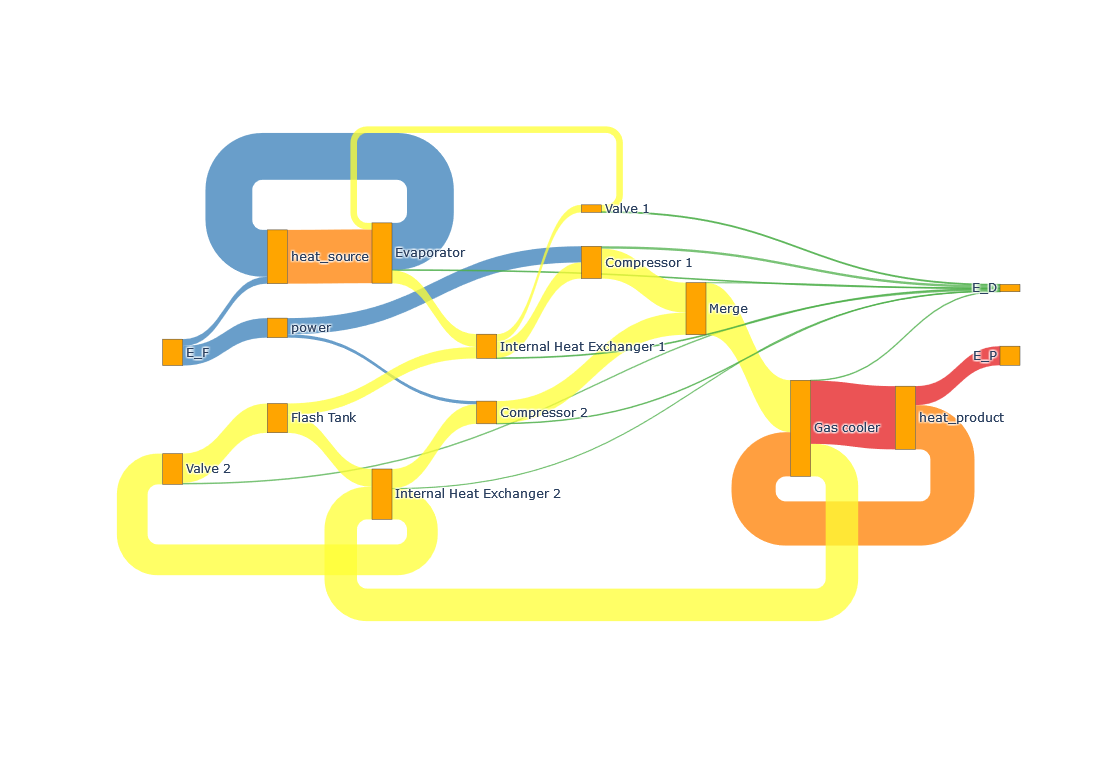 Valve 1
Evaporator
heat_source
Compressor 1
E_D
Merge
power
Internal Heat Exchanger 1
E_F
E_P
Compressor 2
Flash Tank
heat_product
Gas cooler
Valve 2
Internal Heat Exchanger 2